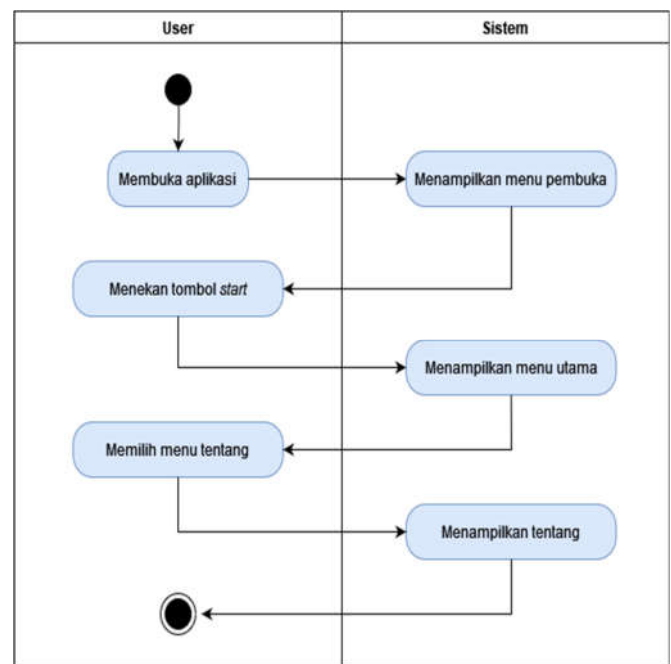 User
Sistem
Membuka aplikasi
Menampilkan menu pembuka
Menekan tombol start
Menampilkan menu utama
Memilih menu tentang
Menampilkan tentang